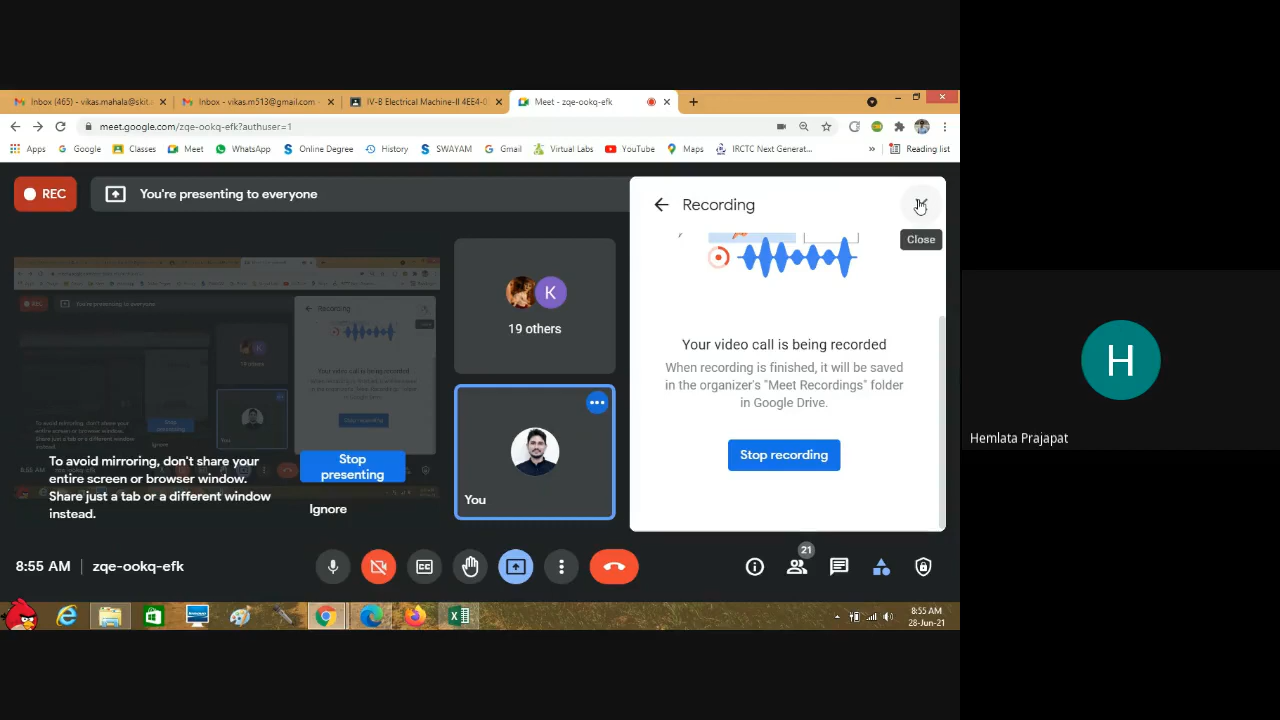 Inbox (465) - vikas.mahala@skit.
Inbox - vikas.m513@gmail.com
IV-B Electrical Machine-II 4EE4-0
Meet - zqe-ookq-efk
meet.google.com/zqe-ookq-efk?authuser=1
Apps
Google
Classes
Meet
WhatsApp
Online Degree
History
SWAYAM
Gmail
Virtual Labs
YouTube
Maps
IRCTC Next Generat...
»
Reading list
REC
You're presenting to everyone
Recording
Close
K
19 others
Your video call is being recorded
When recording is finished, it will be saved
in the organizer's "Meet Recordings" folder
in Google Drive.
Stop recording
To avoid mirroring, don't share your
entire screen or browser window.
Share just a tab or a different window
instead.
Stop
presenting
Ignore
You
H
Hemlata Prajapat
8:55 AM
zqe-ookq-efk
21
8:55 AM
28-Jun-21